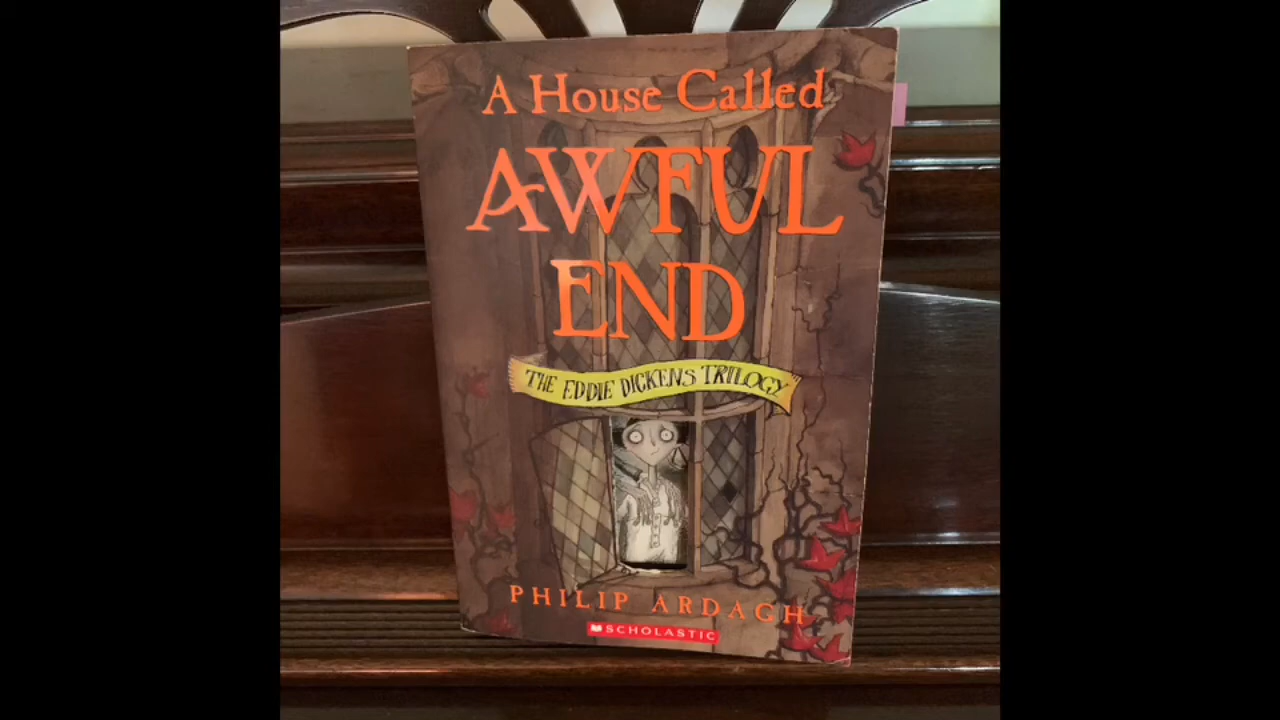 A House Called
AWFUL
END
THE EDDIE DICKENS TRILOGY
PHILIP ARDAGH
SCHOLASTIC